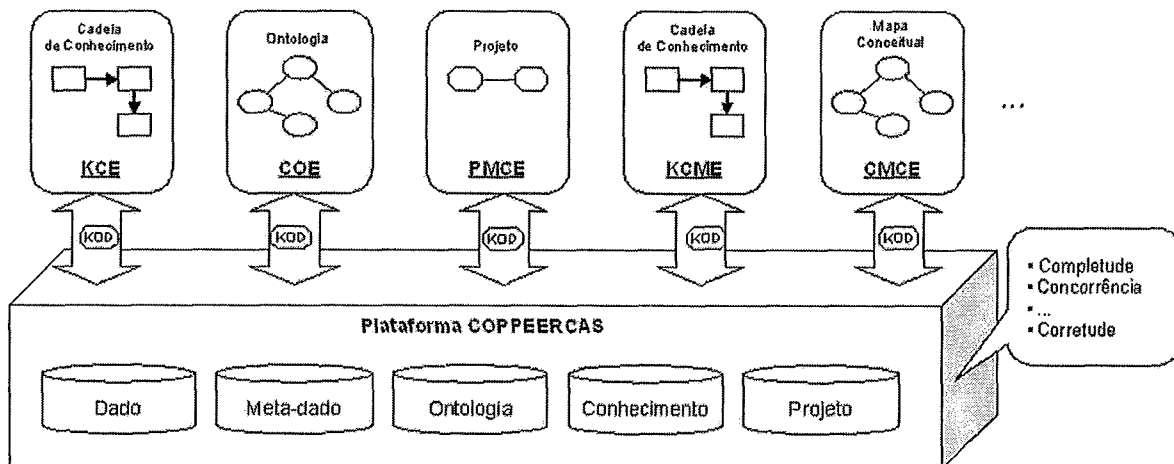 Cadeia
de Conhecimento
KCE
Ontologia
COE
Projeto
PMCE
Cadeia
de Conhecimento
KCME
Mapa
Conceitual
CMCE
...
KOD
KOD
KOD
KOD
KOD
▪ Completude
▪ Concorrência
▪ ...
▪ Corretude
Plataforma COPPEERCAS
Dado
Meta-dado
Ontologia
Conhecimento
Projeto